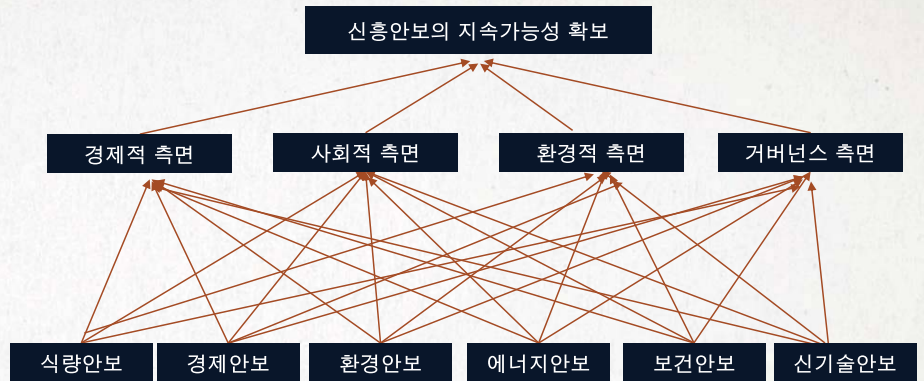 신흥안보의 지속가능성 확보
경제적 측면
사회적 측면
환경적 측면
거버넌스 측면
식량안보
경제안보
환경안보
에너지안보
보건안보
신기술안보